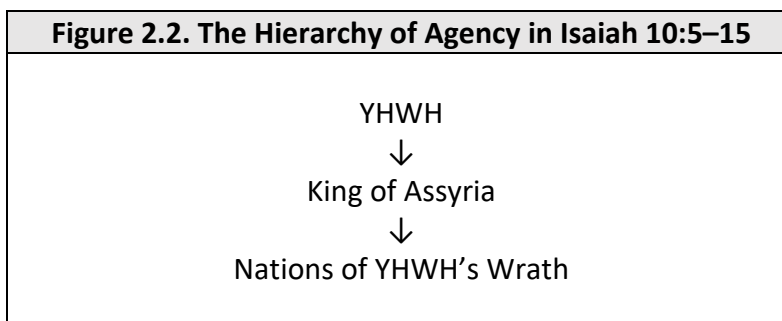 Figure 2.2. The Hierarchy of Agency in Isaiah 10:5–15
YHWH
↓
King of Assyria
↓
Nations of YHWH’s Wrath